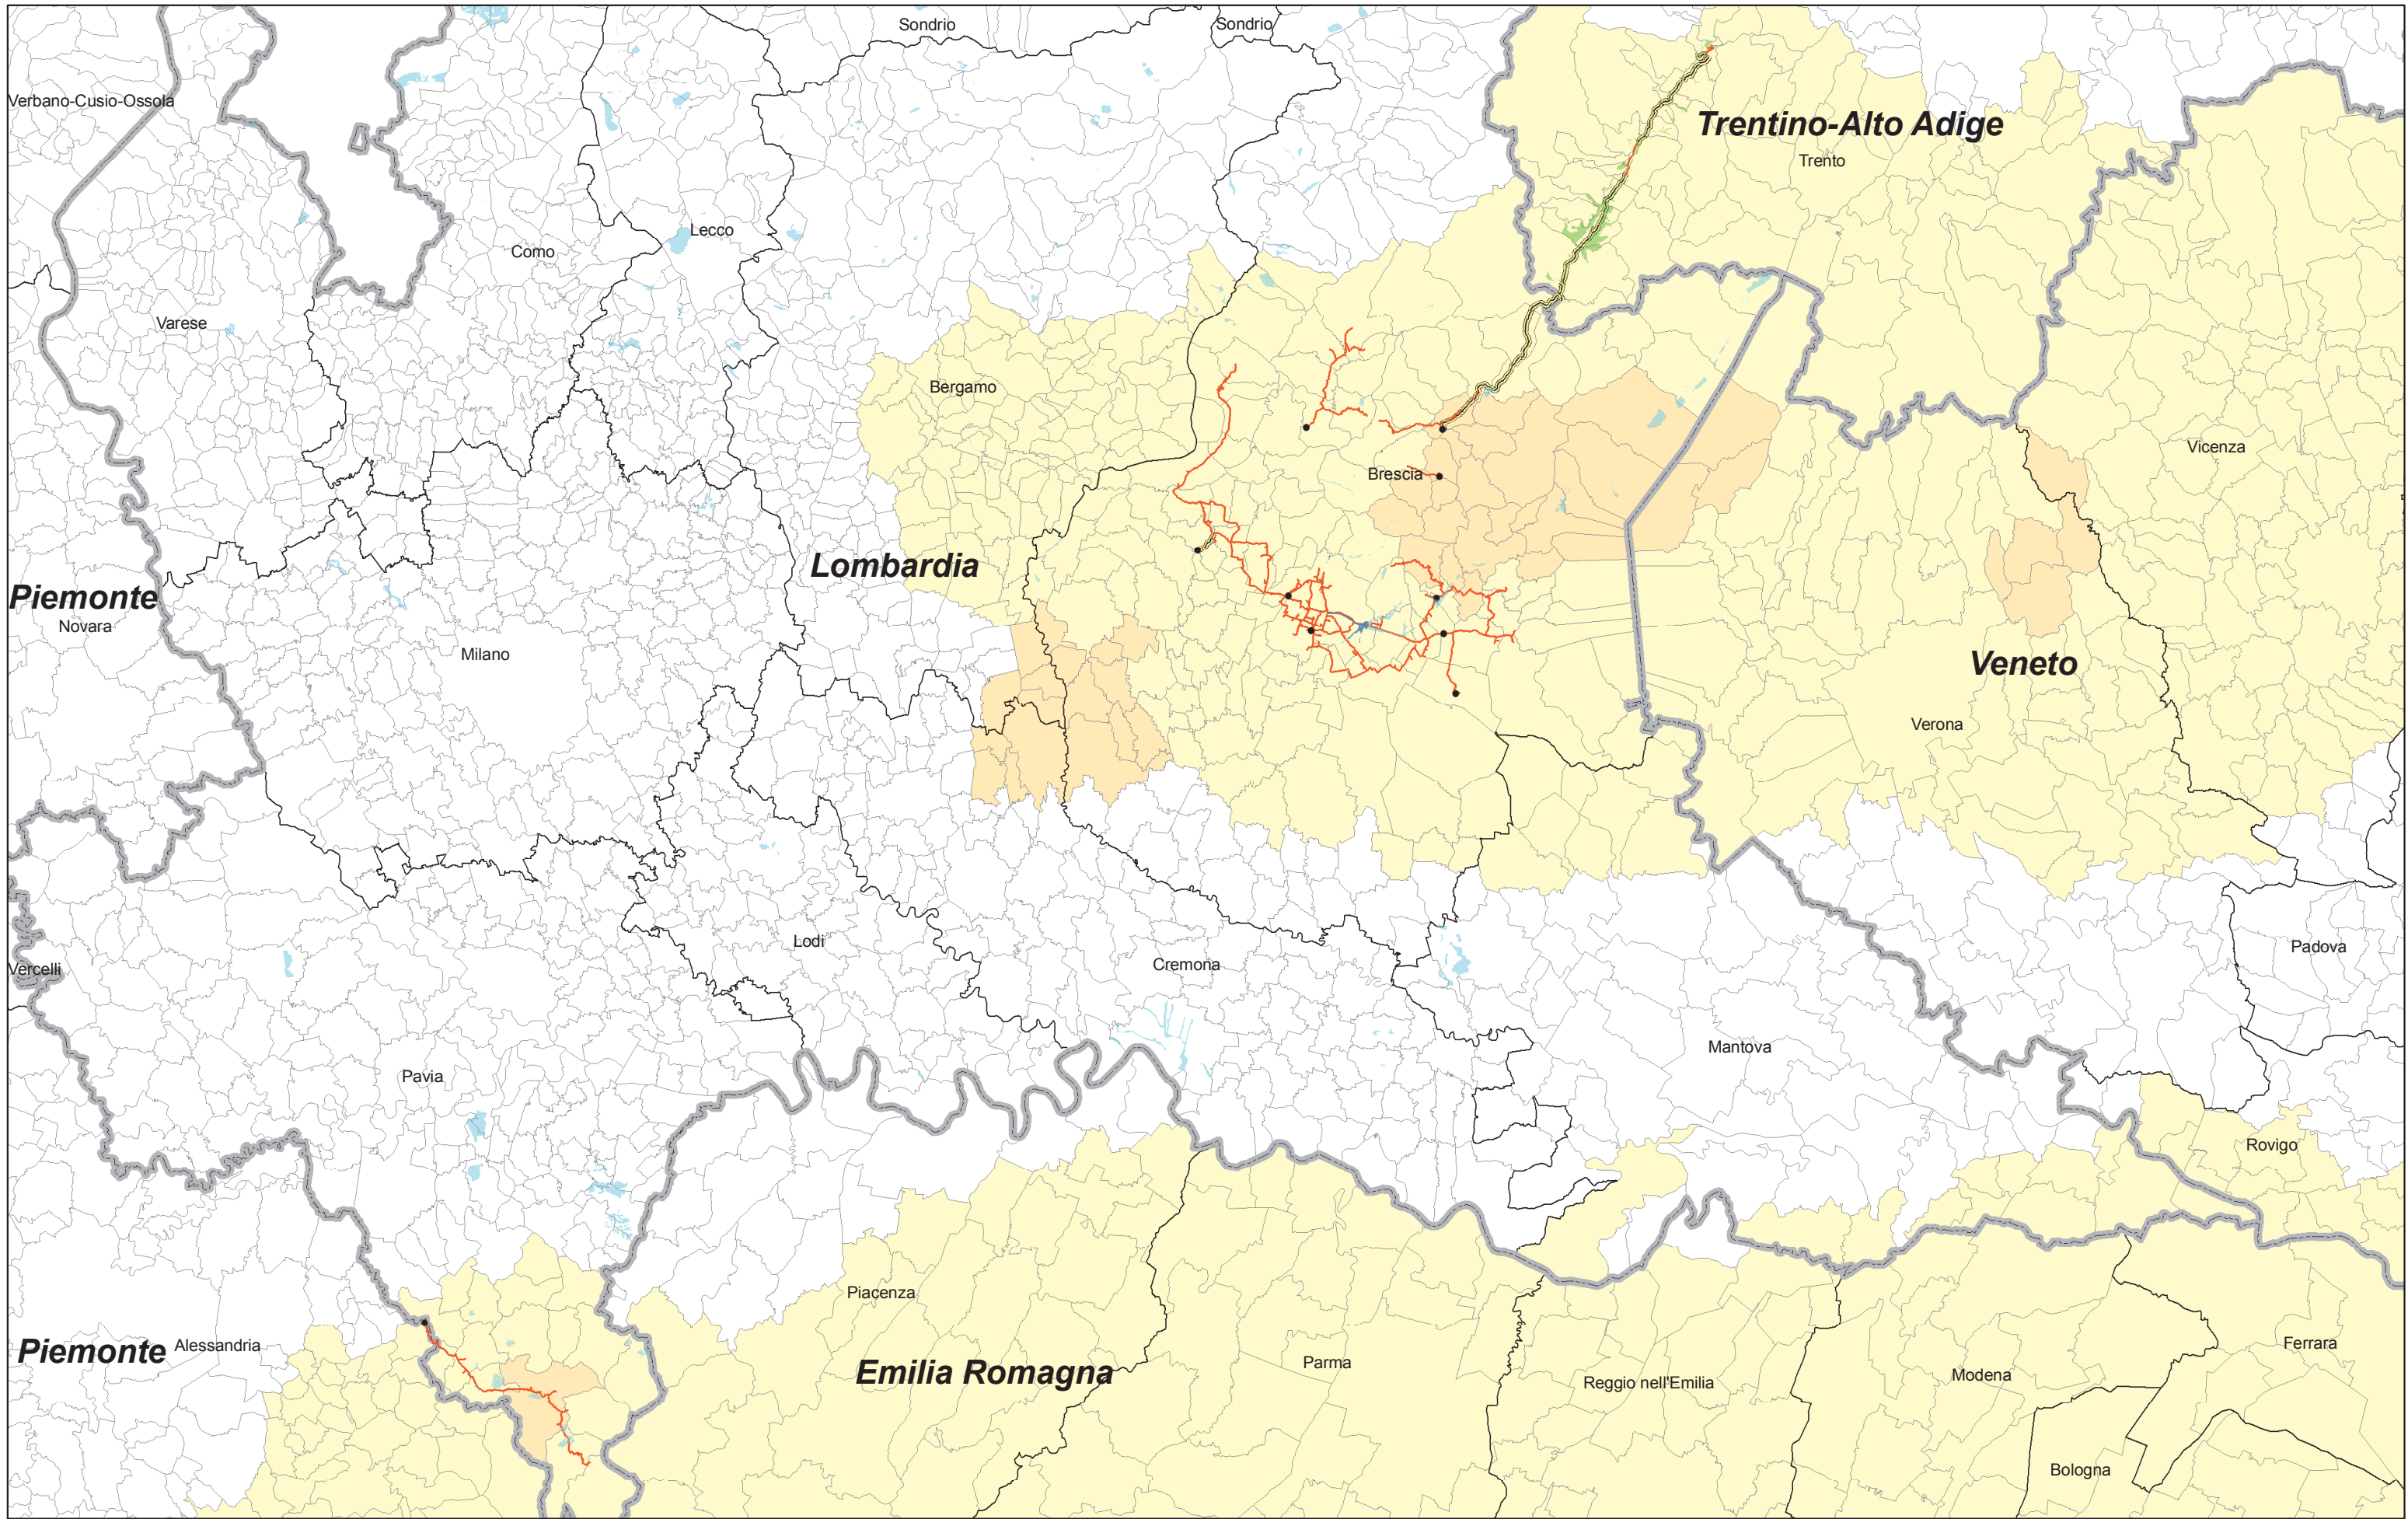 Sondrio
Sondrio
Verbano-Cusio-Ossola
Trentino-Alto Adige
Trento
Lecco
Como
Varese
Bergamo
Vicenza
Brescia
Lombardia
Piemonte
Novara
Milano
Veneto
Verona
Lodi
Padova
Cremona
Vercelli
Mantova
Pavia
Rovigo
Piacenza
Ferrara
Piemonte
Alessandria
Parma
Emilia Romagna
Modena
Reggio nell'Emilia
Bologna